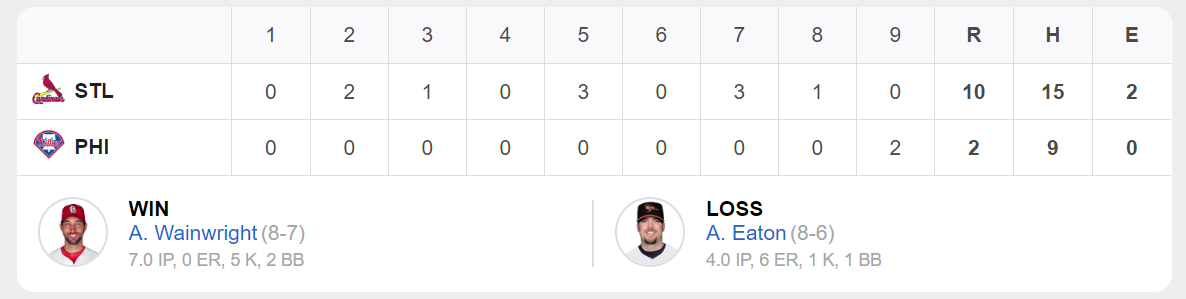 1 2 3 4 5 6 7 8 9 R H E
Cardinals STL 0 2 1 0 3 0 3 1 0 10 15 2
Phillies PHI 0 0 0 0 0 0 0 0 2 2 9 0
WIN
A. Wainwright (8-7)
7.0 IP, 0 ER, 5 K, 2 BB
LOSS
A. Eaton (8-6)
4.0 IP, 6 ER, 1 K, 1 BB